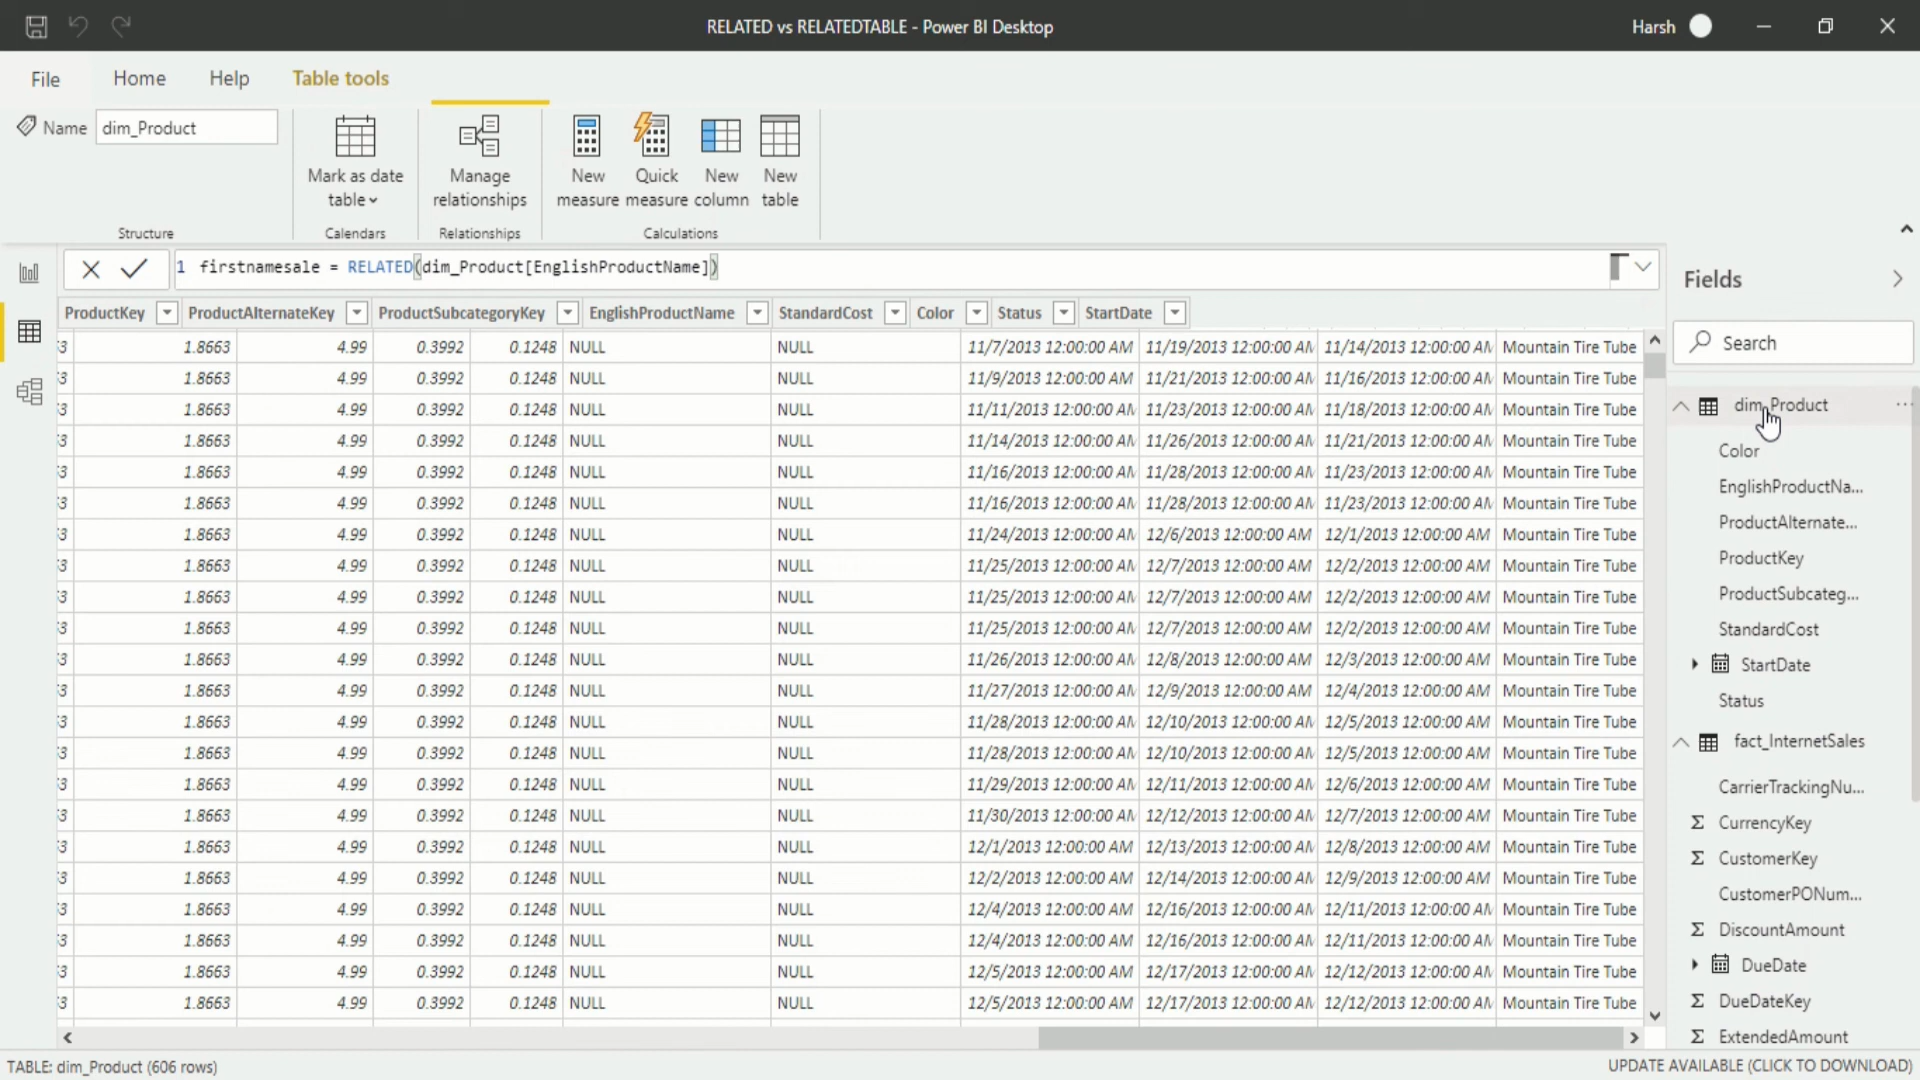 RELATED vs RELATEDTABLE - Power BI Desktop
Harsh
File Home Help Table tools
Name dim_Product
Mark as date table
Manage relationships
New measure
Quick measure
New column
New table
Structure Calendars Relationships Calculations
1 firstnamesale = RELATED(dim_Product[EnglishProductName])
ProductKey ProductAlternateKey ProductSubcategoryKey EnglishProductName StandardCost Color Status StartDate
3 1.8663 4.99 0.3992 0.1248 NULL NULL 11/7/2013 12:00:00 AM 11/19/2013 12:00:00 AM 11/14/2013 12:00:00 AM Mountain Tire Tube
3 1.8663 4.99 0.3992 0.1248 NULL NULL 11/9/2013 12:00:00 AM 11/21/2013 12:00:00 AM 11/16/2013 12:00:00 AM Mountain Tire Tube
3 1.8663 4.99 0.3992 0.1248 NULL NULL 11/11/2013 12:00:00 AM 11/23/2013 12:00:00 AM 11/18/2013 12:00:00 AM Mountain Tire Tube
3 1.8663 4.99 0.3992 0.1248 NULL NULL 11/14/2013 12:00:00 AM 11/26/2013 12:00:00 AM 11/21/2013 12:00:00 AM Mountain Tire Tube
3 1.8663 4.99 0.3992 0.1248 NULL NULL 11/16/2013 12:00:00 AM 11/28/2013 12:00:00 AM 11/23/2013 12:00:00 AM Mountain Tire Tube
3 1.8663 4.99 0.3992 0.1248 NULL NULL 11/16/2013 12:00:00 AM 11/28/2013 12:00:00 AM 11/23/2013 12:00:00 AM Mountain Tire Tube
3 1.8663 4.99 0.3992 0.1248 NULL NULL 11/24/2013 12:00:00 AM 12/6/2013 12:00:00 AM 12/1/2013 12:00:00 AM Mountain Tire Tube
3 1.8663 4.99 0.3992 0.1248 NULL NULL 11/25/2013 12:00:00 AM 12/7/2013 12:00:00 AM 12/2/2013 12:00:00 AM Mountain Tire Tube
3 1.8663 4.99 0.3992 0.1248 NULL NULL 11/25/2013 12:00:00 AM 12/7/2013 12:00:00 AM 12/2/2013 12:00:00 AM Mountain Tire Tube
3 1.8663 4.99 0.3992 0.1248 NULL NULL 11/25/2013 12:00:00 AM 12/7/2013 12:00:00 AM 12/2/2013 12:00:00 AM Mountain Tire Tube
3 1.8663 4.99 0.3992 0.1248 NULL NULL 11/26/2013 12:00:00 AM 12/8/2013 12:00:00 AM 12/3/2013 12:00:00 AM Mountain Tire Tube
3 1.8663 4.99 0.3992 0.1248 NULL NULL 11/27/2013 12:00:00 AM 12/9/2013 12:00:00 AM 12/4/2013 12:00:00 AM Mountain Tire Tube
3 1.8663 4.99 0.3992 0.1248 NULL NULL 11/28/2013 12:00:00 AM 12/10/2013 12:00:00 AM 12/5/2013 12:00:00 AM Mountain Tire Tube
3 1.8663 4.99 0.3992 0.1248 NULL NULL 11/28/2013 12:00:00 AM 12/10/2013 12:00:00 AM 12/5/2013 12:00:00 AM Mountain Tire Tube
3 1.8663 4.99 0.3992 0.1248 NULL NULL 11/29/2013 12:00:00 AM 12/11/2013 12:00:00 AM 12/6/2013 12:00:00 AM Mountain Tire Tube
3 1.8663 4.99 0.3992 0.1248 NULL NULL 11/30/2013 12:00:00 AM 12/12/2013 12:00:00 AM 12/7/2013 12:00:00 AM Mountain Tire Tube
3 1.8663 4.99 0.3992 0.1248 NULL NULL 12/1/2013 12:00:00 AM 12/13/2013 12:00:00 AM 12/8/2013 12:00:00 AM Mountain Tire Tube
3 1.8663 4.99 0.3992 0.1248 NULL NULL 12/2/2013 12:00:00 AM 12/14/2013 12:00:00 AM 12/9/2013 12:00:00 AM Mountain Tire Tube
3 1.8663 4.99 0.3992 0.1248 NULL NULL 12/4/2013 12:00:00 AM 12/16/2013 12:00:00 AM 12/11/2013 12:00:00 AM Mountain Tire Tube
3 1.8663 4.99 0.3992 0.1248 NULL NULL 12/4/2013 12:00:00 AM 12/16/2013 12:00:00 AM 12/11/2013 12:00:00 AM Mountain Tire Tube
3 1.8663 4.99 0.3992 0.1248 NULL NULL 12/5/2013 12:00:00 AM 12/17/2013 12:00:00 AM 12/12/2013 12:00:00 AM Mountain Tire Tube
3 1.8663 4.99 0.3992 0.1248 NULL NULL 12/5/2013 12:00:00 AM 12/17/2013 12:00:00 AM 12/12/2013 12:00:00 AM Mountain Tire Tube
Fields
Search
dim_Product
Color
EnglishProductNa...
ProductAlternate...
ProductKey
ProductSubcateg...
StandardCost
StartDate
Status
fact_InternetSales
CarrierTrackingNu...
CurrencyKey
CustomerKey
CustomerPONum...
DiscountAmount
DueDate
DueDateKey
ExtendedAmount
TABLE: dim_Product (606 rows)
UPDATE AVAILABLE (CLICK TO DOWNLOAD)